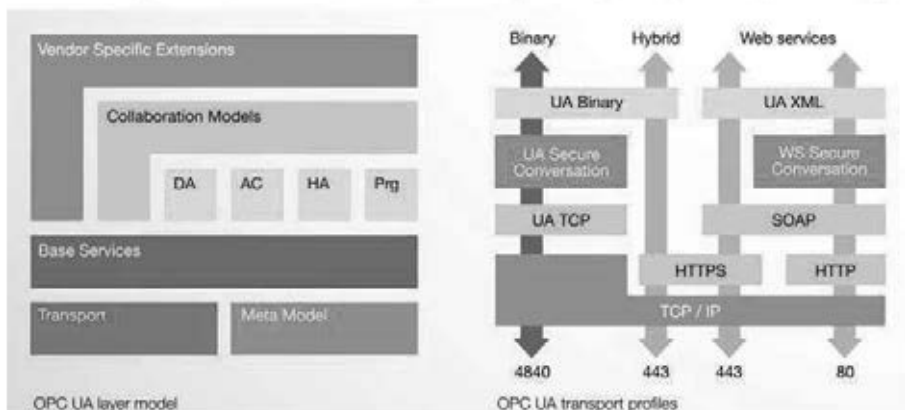 Vendor Specific Extensions
Collaboration Models
DA
AC
HA
Prg
Base Services
Transport
Meta Model
OPC UA layer model
Binary
Hybrid
Web services
UA Binary
UA XML
UA Secure
Conversation
WS Secure
Conversation
UA TCP
SOAP
HTTPS
HTTP
TCP / IP
4840
443
443
80
OPC UA transport profiles